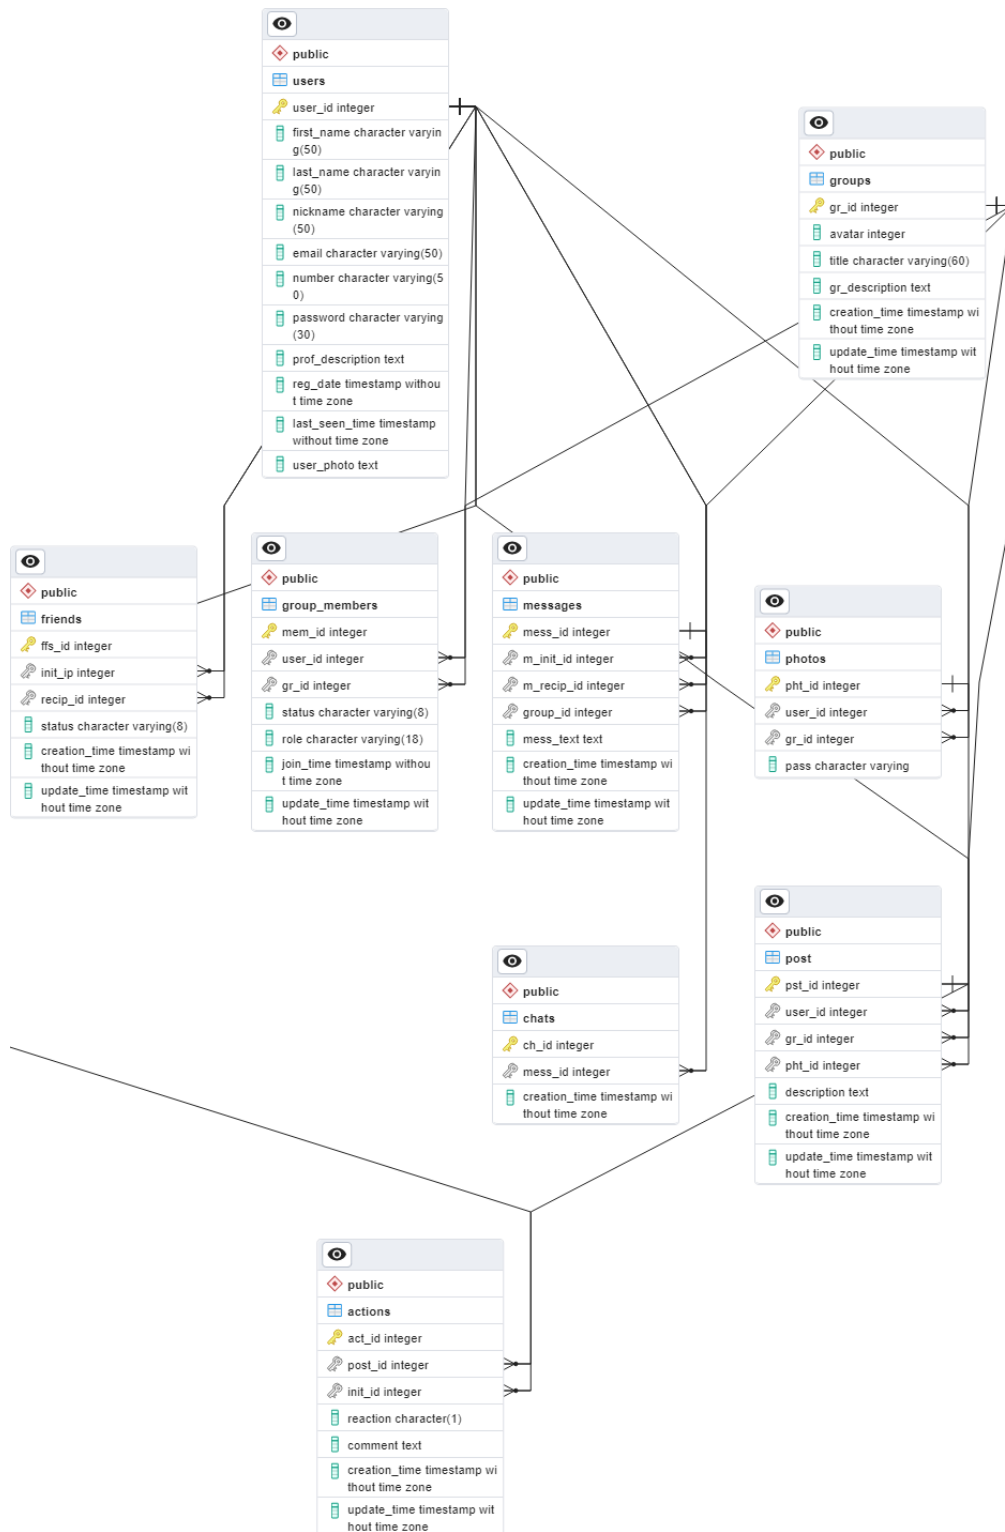 public
users
user_id integer
first_name character varyin
g(50)
last_name character varyin
g(50)
nickname character varying
(50)
email character varying(50)
number character varying(5
0)
password character varying
(30)
prof_description text
reg_date timestamp withou
t time zone
last_seen_time timestamp
without time zone
user_photo text
public
groups
gr_id integer
avatar integer
title character varying(60)
gr_description text
creation_time timestamp wi
thout time zone
update_time timestamp wit
hout time zone
public
friends
ffs_id integer
init_ip integer
recip_id integer
status character varying(8)
creation_time timestamp wi
thout time zone
update_time timestamp wit
hout time zone
public
group_members
mem_id integer
user_id integer
gr_id integer
status character varying(8)
role character varying(18)
join_time timestamp withou
t time zone
update_time timestamp wit
hout time zone
public
messages
mess_id integer
m_init_id integer
m_recip_id integer
group_id integer
mess_text text
creation_time timestamp wi
thout time zone
update_time timestamp wit
hout time zone
public
photos
pht_id integer
user_id integer
gr_id integer
pass character varying
public
chats
ch_id integer
mess_id integer
creation_time timestamp wi
thout time zone
public
post
pst_id integer
user_id integer
gr_id integer
pht_id integer
description text
creation_time timestamp wi
thout time zone
update_time timestamp wit
hout time zone
public
actions
act_id integer
post_id integer
init_id integer
reaction character(1)
comment text
creation_time timestamp wi
thout time zone
update_time timestamp wit
hout time zone